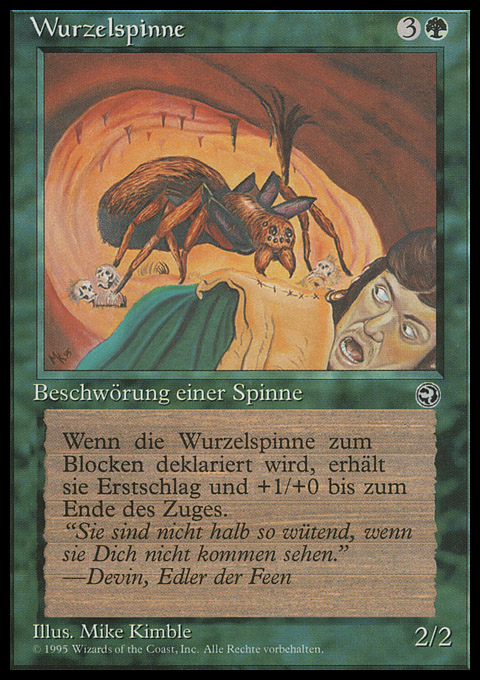 Wurzelspinne 3
MK95
Beschwörung einer Spinne
Wenn die Wurzelspinne zum
Blocken deklariert wird, erhält
sie Erstschlag und +1/+0 bis zum
Ende des Zuges.
“Sie sind nicht halb so wütend, wenn
sie Dich nicht kommen sehen.”
—Devin, Edler der Feen
Illus. Mike Kimble
© 1995 Wizards of the Coast, Inc. Alle Rechte vorbehalten.
2/2